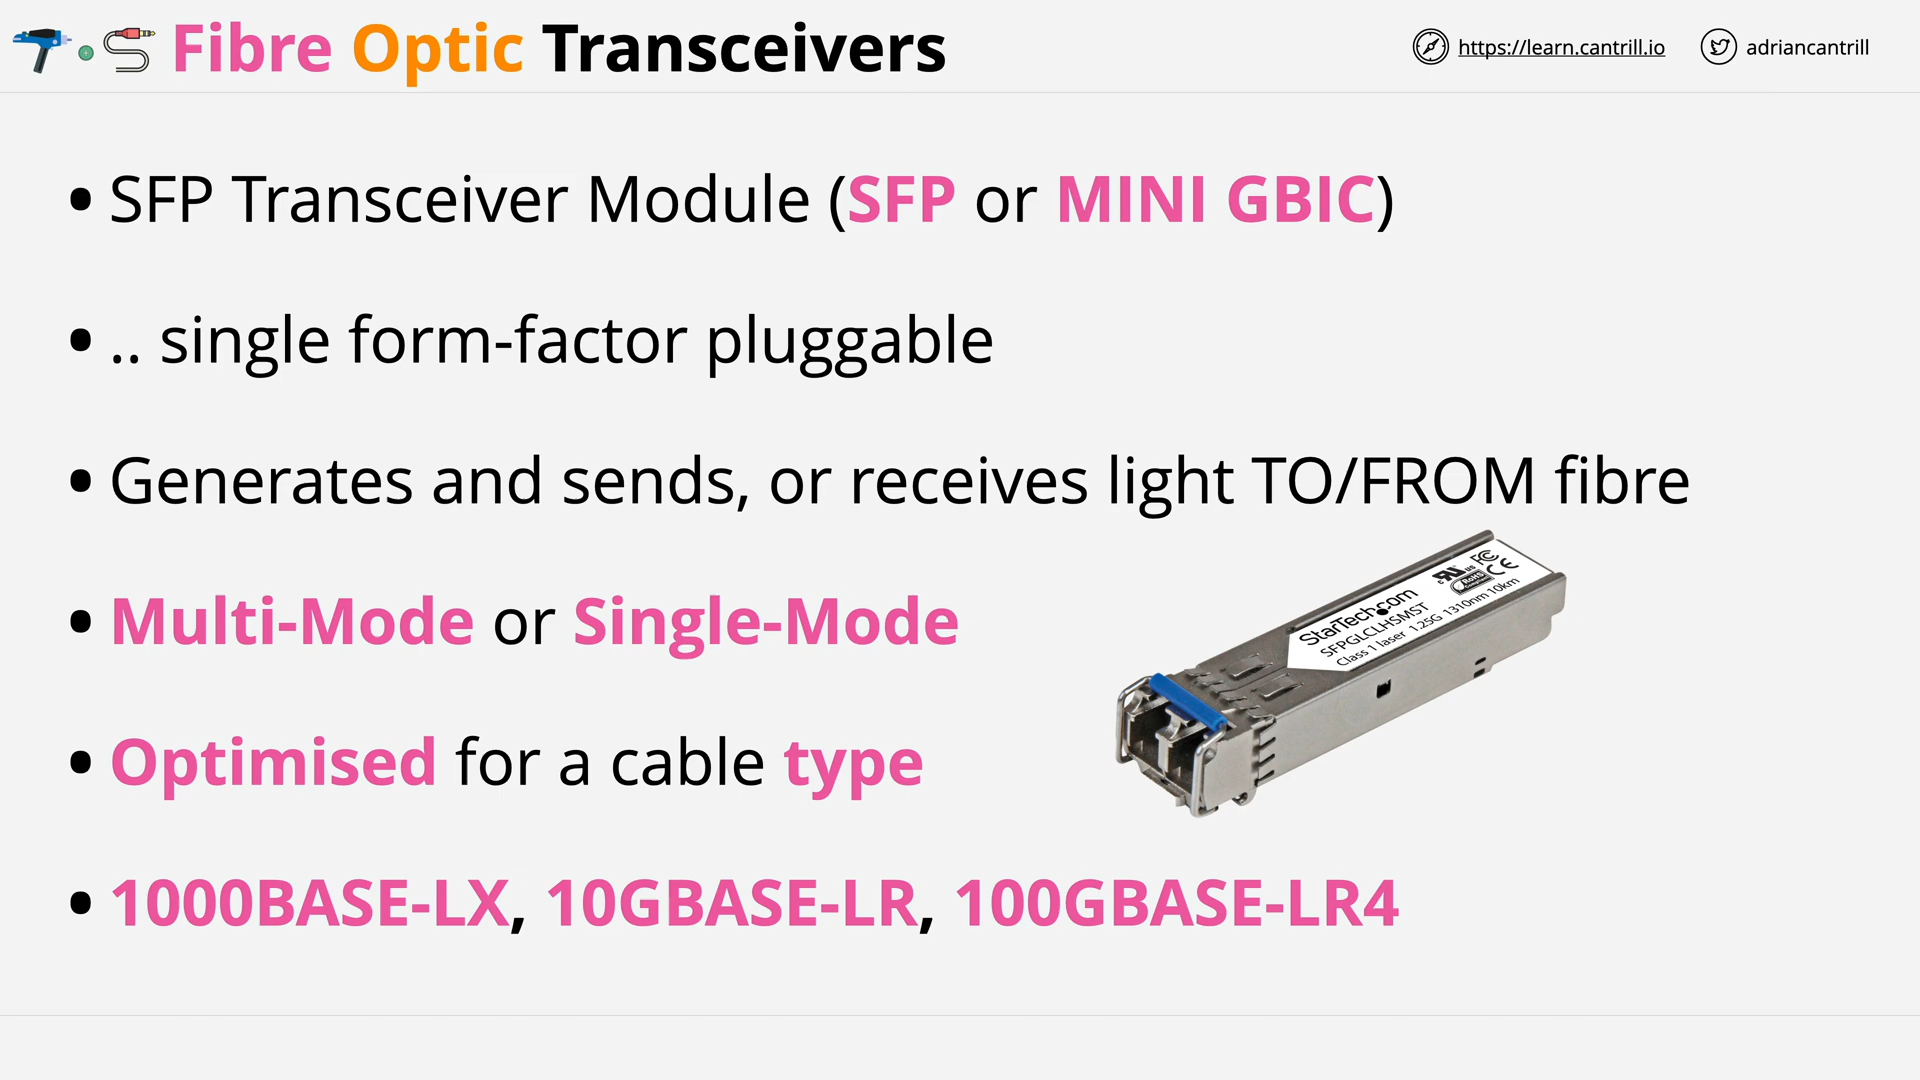 Fibre Optic Transceivers
https://learn.cantrill.io
adriancantrill
• SFP Transceiver Module (SFP or MINI GBIC)
• .. single form-factor pluggable
• Generates and sends, or receives light TO/FROM fibre
• Multi-Mode or Single-Mode
StarTech.com
SFPGLCLHSMST
Class 1 laser 1.25G 1310nm 10km
• Optimised for a cable type
• 1000BASE-LX, 10GBASE-LR, 100GBASE-LR4